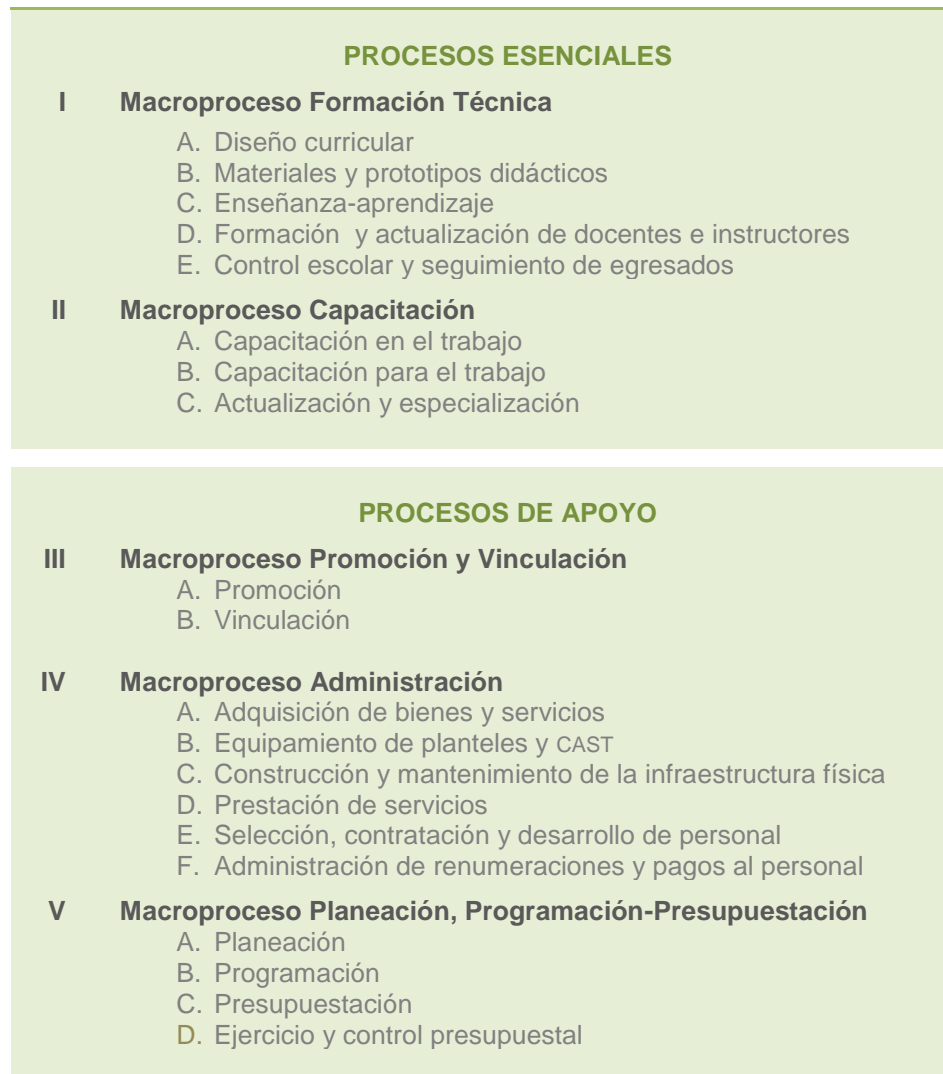 PROCESOS ESENCIALES
I Macroproceso Formación Técnica
A. Diseño curricular
B. Materiales y prototipos didácticos
C. Enseñanza-aprendizaje
D. Formación y actualización de docentes e instructores
E. Control escolar y seguimiento de egresados
II Macroproceso Capacitación
A. Capacitación en el trabajo
B. Capacitación para el trabajo
C. Actualización y especialización
PROCESOS DE APOYO
III Macroproceso Promoción y Vinculación
A. Promoción
B. Vinculación
IV Macroproceso Administración
A. Adquisición de bienes y servicios
B. Equipamiento de planteles y CAST
C. Construcción y mantenimiento de la infraestructura física
D. Prestación de servicios
E. Selección, contratación y desarrollo de personal
F. Administración de renumeraciones y pagos al personal
V Macroproceso Planeación, Programación-Presupuestación
A. Planeación
B. Programación
C. Presupuestación
D. Ejercicio y control presupuestal